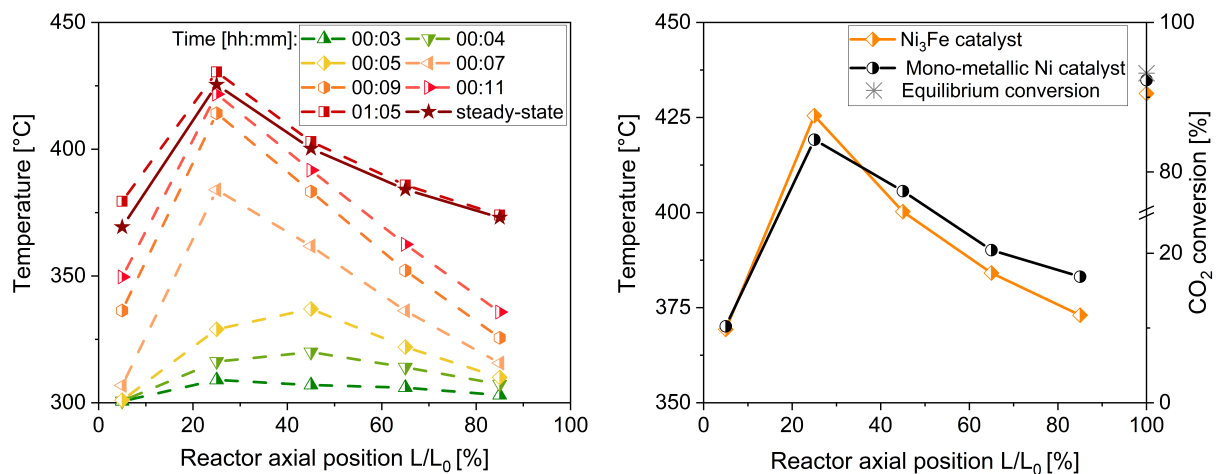 450
400
350
300
Temperature [°C]
Time [hh:mm]:
00:03
00:04
00:05
00:07
00:09
00:11
01:05
steady-state
0 20 40 60 80 100
Reactor axial position L/L₀ [%]
450
425
400
375
350
Temperature [°C]
Ni₃Fe catalyst
Mono-metallic Ni catalyst
Equilibrium conversion
100
80
20
0
CO₂ conversion [%]
0 20 40 60 80 100
Reactor axial position L/L₀ [%]